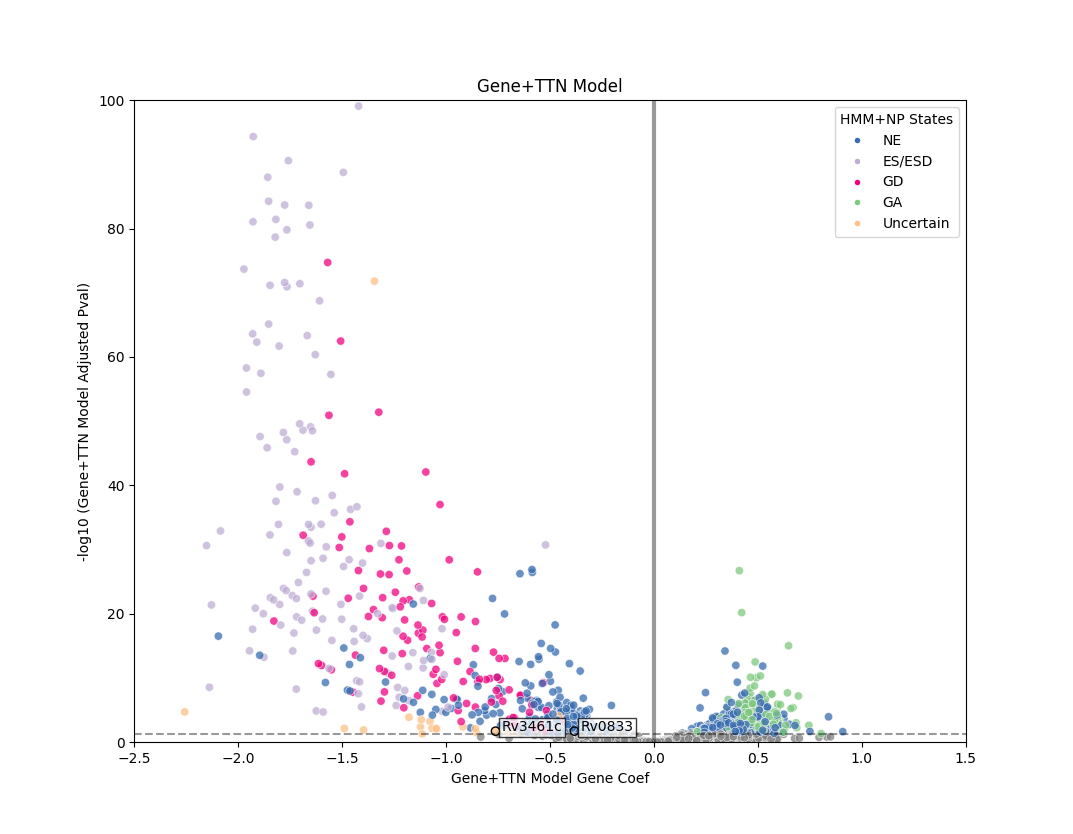 Gene+TTN Model
HMM+NP States
NE
ES/ESD
GD
GA
Uncertain
100
80
60
40
20
0
-log10 (Gene+TTN Model Adjusted Pval)
Rv3461c
Rv0833
−2.5
−2.0
−1.5
−1.0
−0.5
0.0
0.5
1.0
1.5
Gene+TTN Model Gene Coef